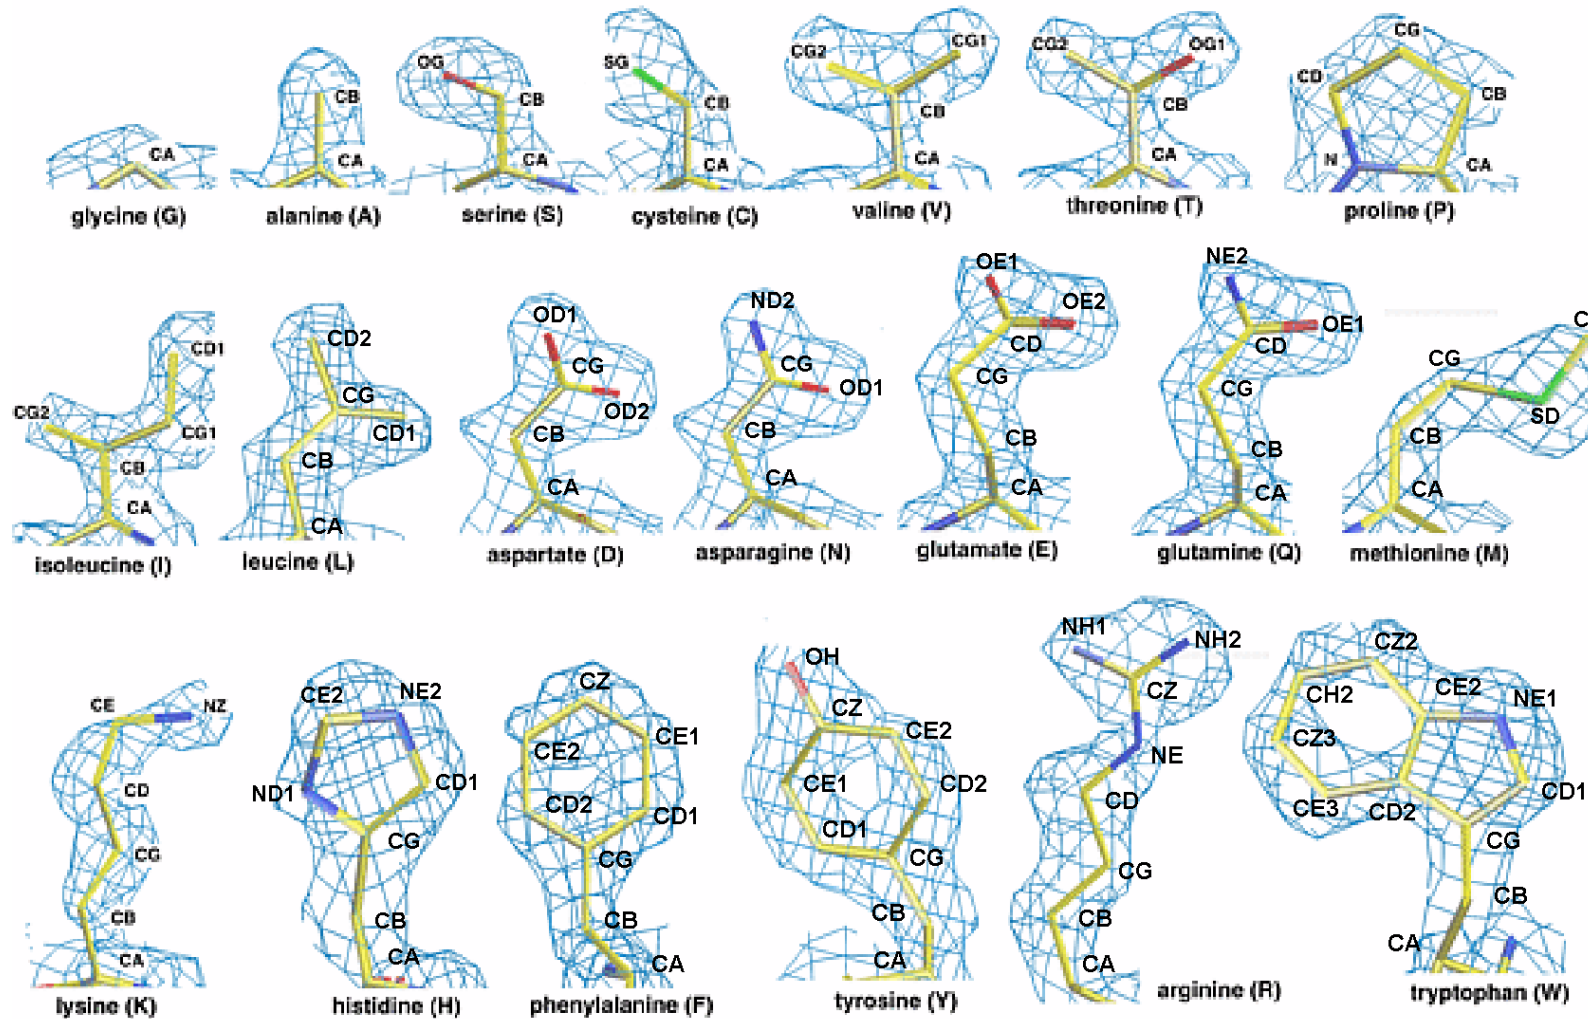 CA
glycine (G)
CB
CA
alanine (A)
OG
CB
CA
serine (S)
SG
CB
CA
cysteine (C)
CG2
CG1
CB
CA
valine (V)
CG2
OG1
CB
CA
threonine (T)
CG
CD
CB
N
CA
proline (P)
CD1
CG2
CG1
CB
CA
isoleucine (I)
CD2
CG
CD1
CB
CA
leucine (L)
OD1
CG
OD2
CB
CA
aspartate (D)
ND2
CG
OD1
CB
CA
asparagine (N)
OE1
OE2
CD
CG
CB
CA
glutamate (E)
NE2
OE1
CD
CG
CB
CA
glutamine (Q)
C
CG
SD
CB
CA
methionine (M)
CE
NZ
CD
CG
CB
CA
lysine (K)
CE2
NE2
ND1
CD1
CG
CB
CA
histidine (H)
CZ
CE1
CE2
CD2
CD1
CG
CB
CA
phenylalanine (F)
OH
CZ
CE2
CE1
CD2
CD1
CG
CB
CA
tyrosine (Y)
NH1
NH2
CZ
NE
CD
CG
CB
CA
arginine (R)
CZ2
CH2
CE2
NE1
CZ3
CE3
CD2
CD1
CG
CB
CA
tryptophan (W)